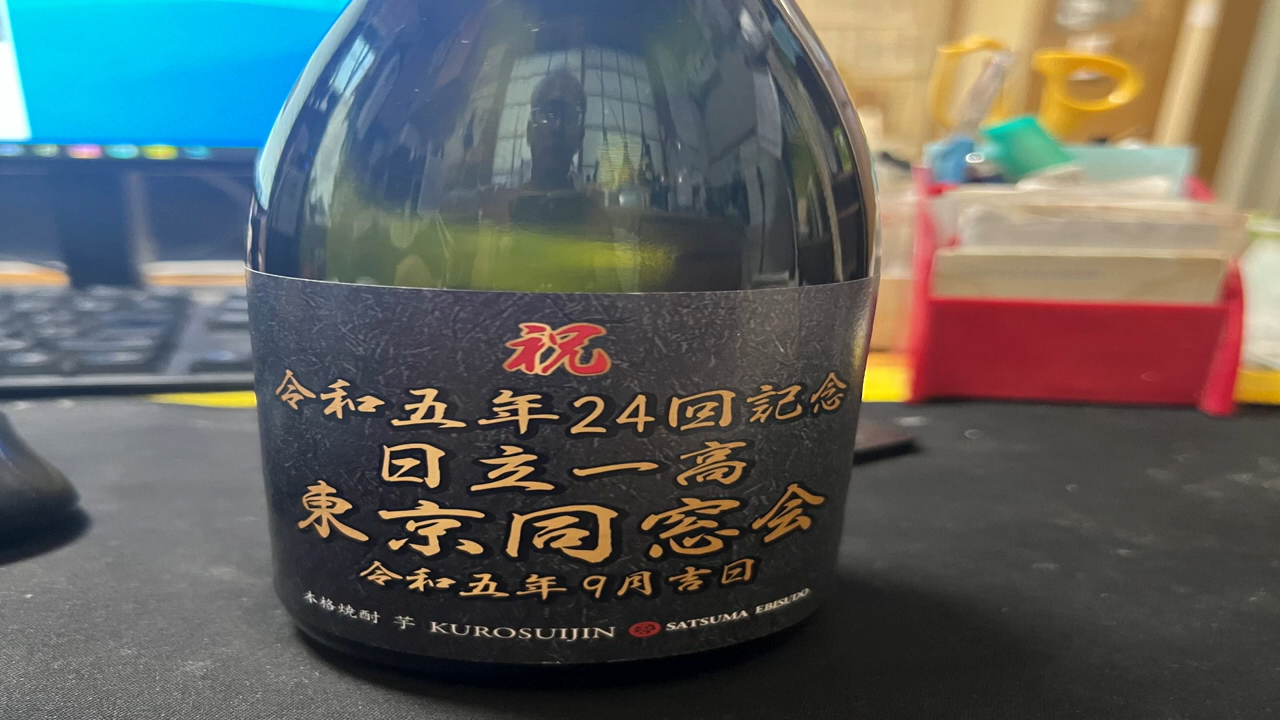 祝
令和五年24回記念
日立一高
東京同窓会
令和五年9月吉日
本格焼酎 芋 KUROSUIJIN SATSUMA EBISUDO